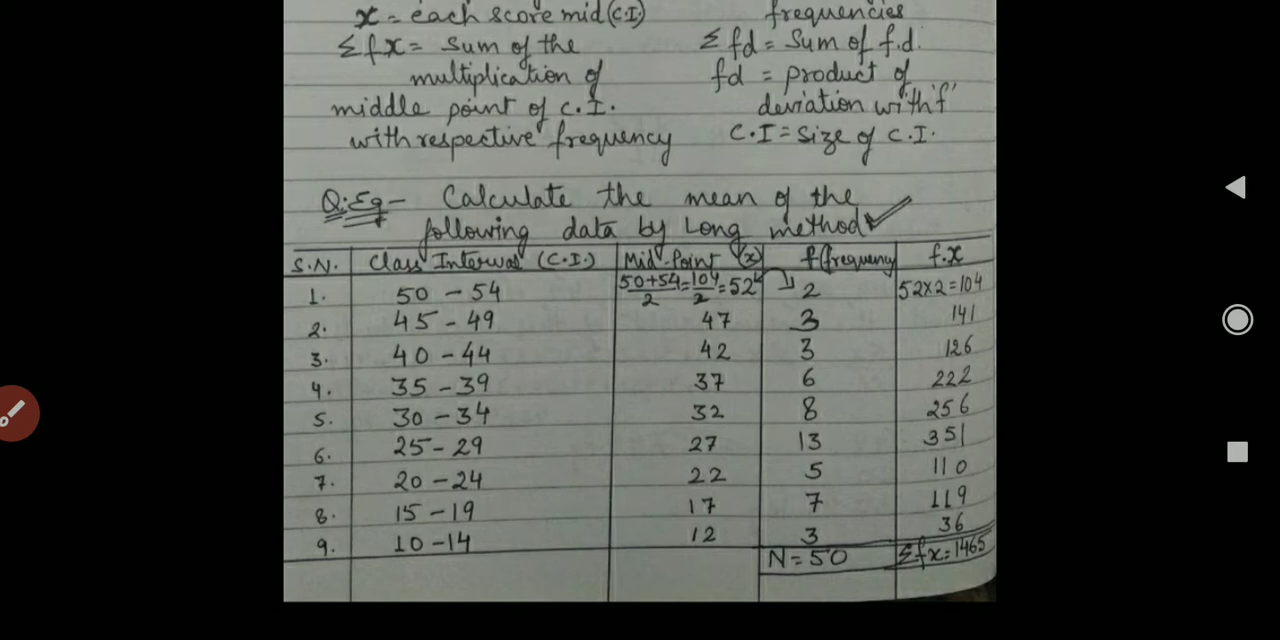 x = each score mid (C.I)
Σfx = Sum of the
multiplication of
middle point of C.I.
with respective frequency
frequencies
Σfd = Sum of f.d.
fd = product of
deviation with 'f'
C.I = Size of C.I.
Q:Eg- Calculate the mean of the
following data by Long method
S.N. Class Interval (C.I.) Mid-Point (x) f(frequency f.x
1. 50 - 54 50+54/2=104/2=52 2 52x2=104
2. 45 - 49 47 3 141
3. 40 - 44 42 3 126
4. 35 - 39 37 6 222
5. 30 - 34 32 8 256
6. 25 - 29 27 13 351
7. 20 - 24 22 5 110
8. 15 - 19 17 7 119
9. 10 - 14 12 3 36
N = 50 Σfx=1465